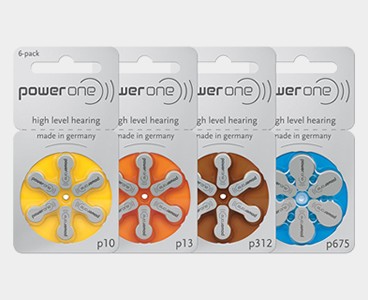 6-pack
power one
high level hearing
made in germany
p10
wer one
high level hearing
made in germany
p13
wer one
high level hearing
made in germany
p312
er one
high level hearing
made in germany
p675